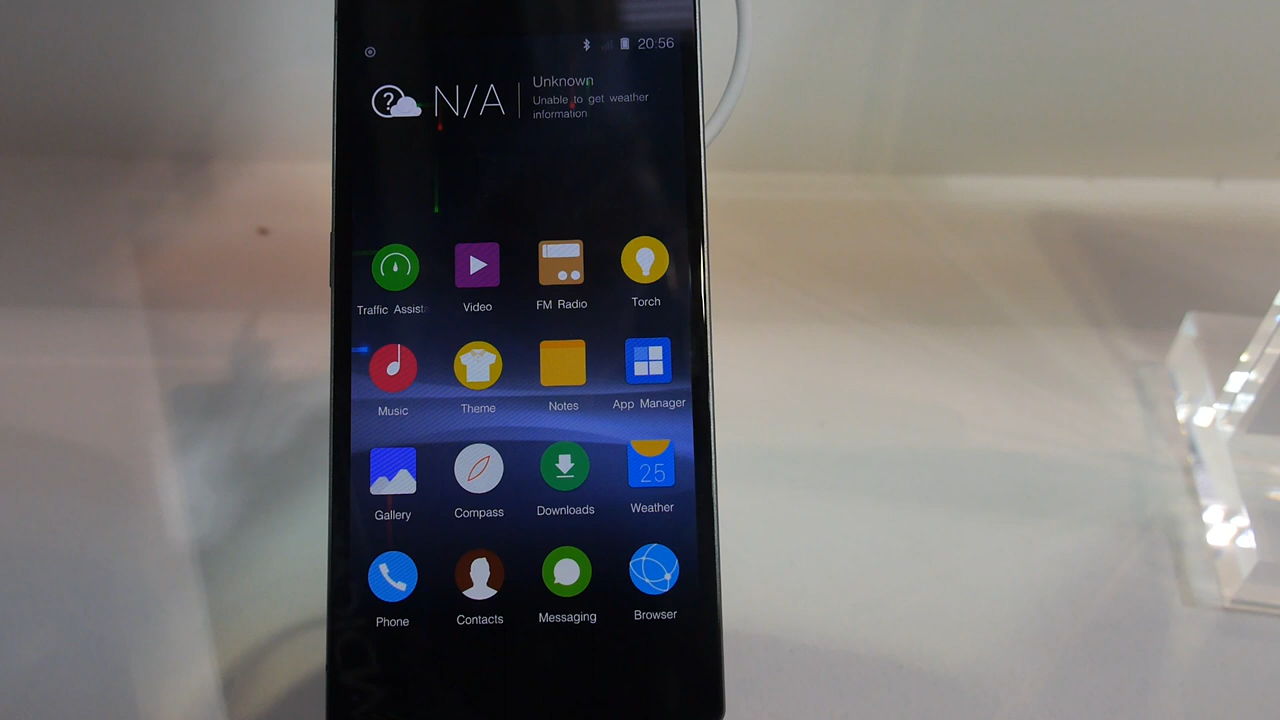 20:56
N/A
Unknown
Unable to get weather
information
Traffic Assist
Video
FM Radio
Torch
Music
Theme
Notes
App Manager
25
Gallery
Compass
Downloads
Weather
Phone
Contacts
Messaging
Browser